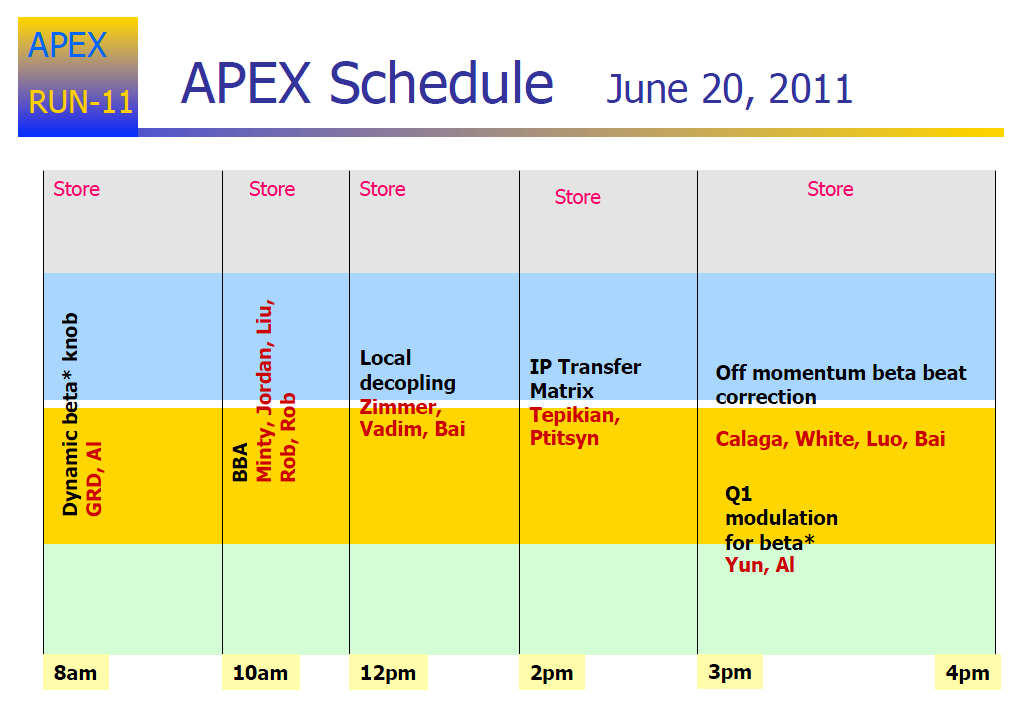 APEX
RUN-11
APEX Schedule June 20, 2011
Store
Store
Store
Store
Store
Dynamic beta* knob
GRD, Al
BBA
Minty, Jordan, Liu,
Rob, Rob
Local
decopling
Zimmer,
Vadim, Bai
IP Transfer
Matrix
Tepikian,
Ptitsyn
Off momentum beta beat
correction
Calaga, White, Luo, Bai
Q1
modulation
for beta*
Yun, Al
8am
10am
12pm
2pm
3pm
4pm